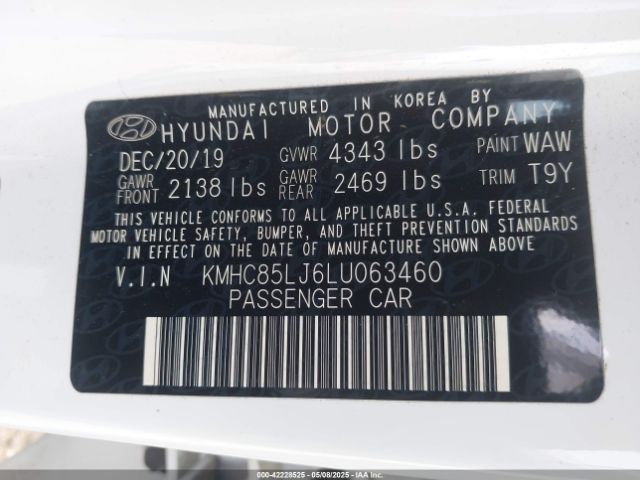 MANUFACTURED IN KOREA BY
HYUNDAI MOTOR COMPANY
DEC/20/19 GVWR 4343 lbs PAINT WAW
GAWR FRONT 2138 lbs GAWR REAR 2469 lbs TRIM T9Y
THIS VEHICLE CONFORMS TO ALL APPLICABLE U.S.A. FEDERAL
MOTOR VEHICLE SAFETY, BUMPER, AND THEFT PREVENTION STANDARDS
IN EFFECT ON THE DATE OF MANUFACTURE SHOWN ABOVE
V.I.N KMHC85LJ6LU063460
PASSENGER CAR
000-42228525 - 05/08/2025 - IAAI.COM